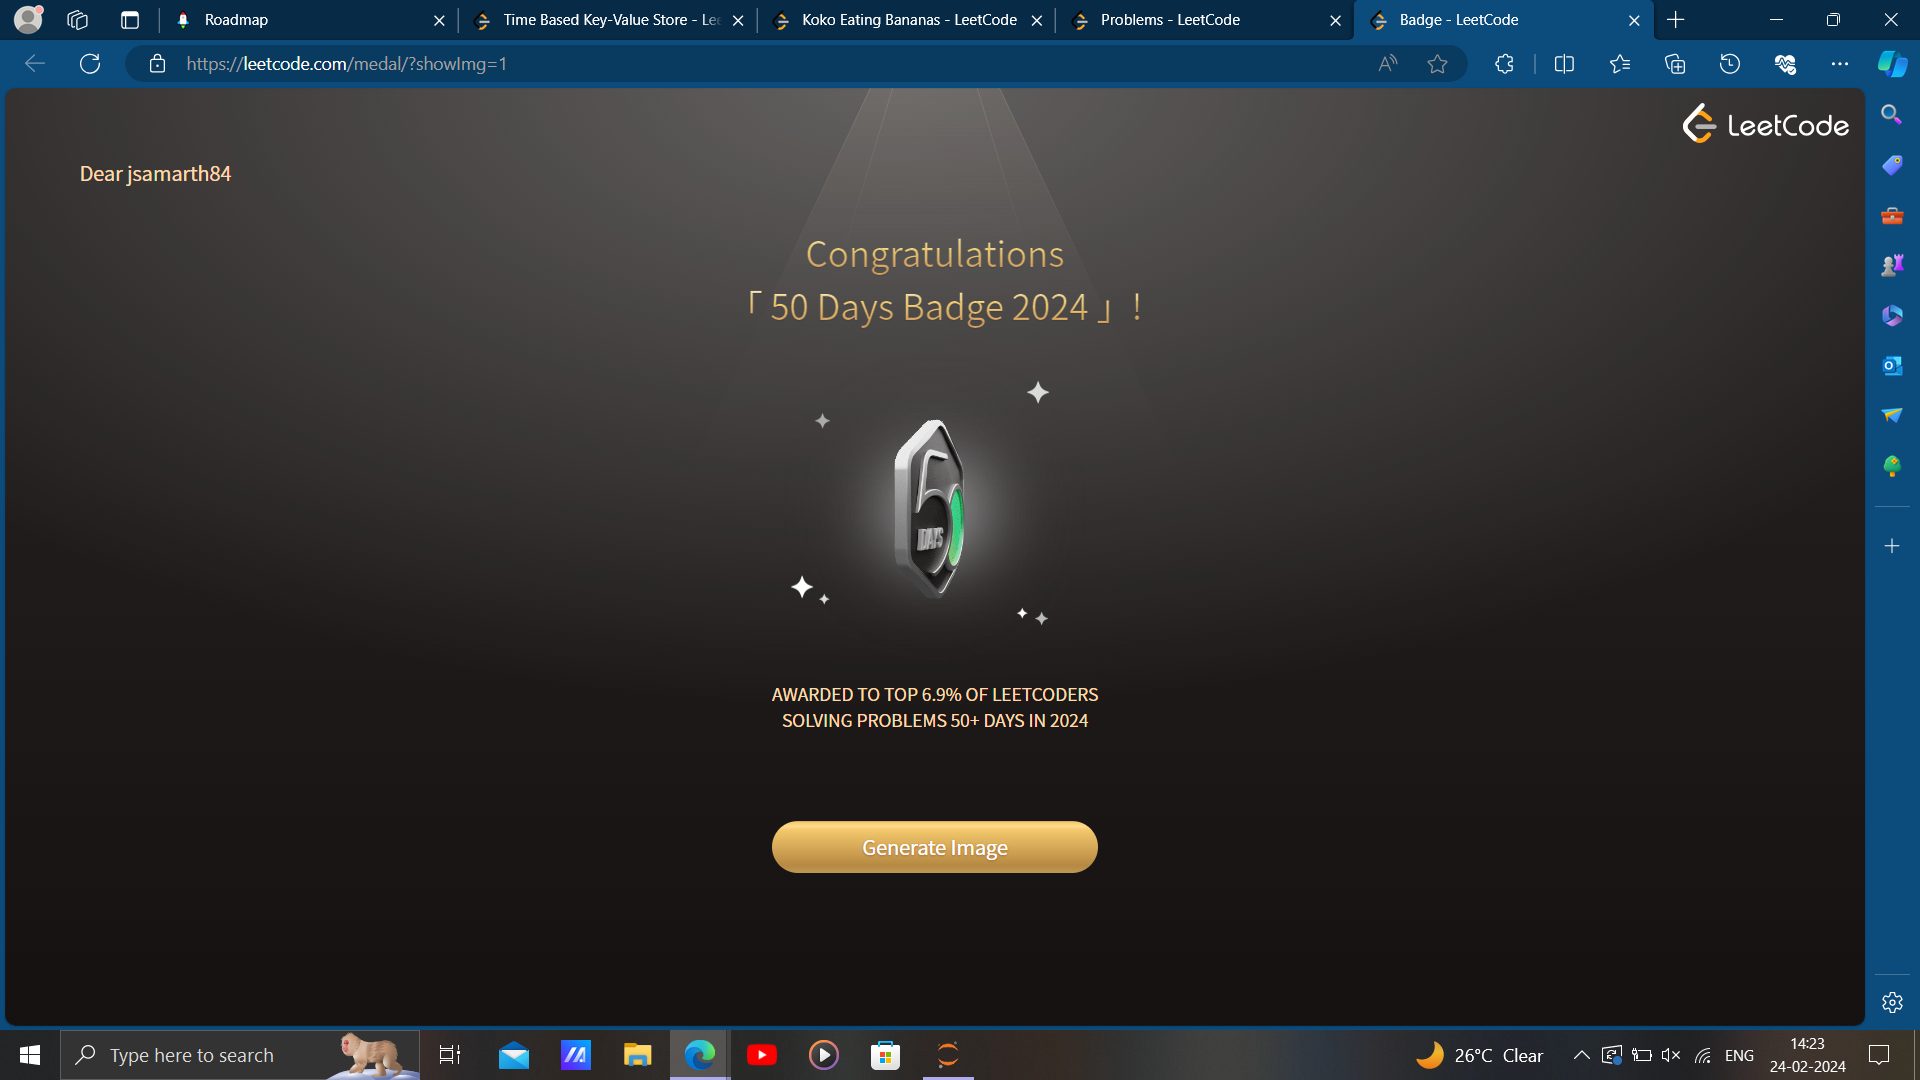 Roadmap
Time Based Key-Value Store - Lee
Koko Eating Bananas - LeetCode
Problems - LeetCode
Badge - LeetCode
https://leetcode.com/medal/?showImg=1
LeetCode
Dear jsamarth84
Congratulations
「 50 Days Badge 2024 」!
50
DAYS
AWARDED TO TOP 6.9% OF LEETCODERS
SOLVING PROBLEMS 50+ DAYS IN 2024
Generate Image
Type here to search
26°C Clear
ENG
14:23
24-02-2024